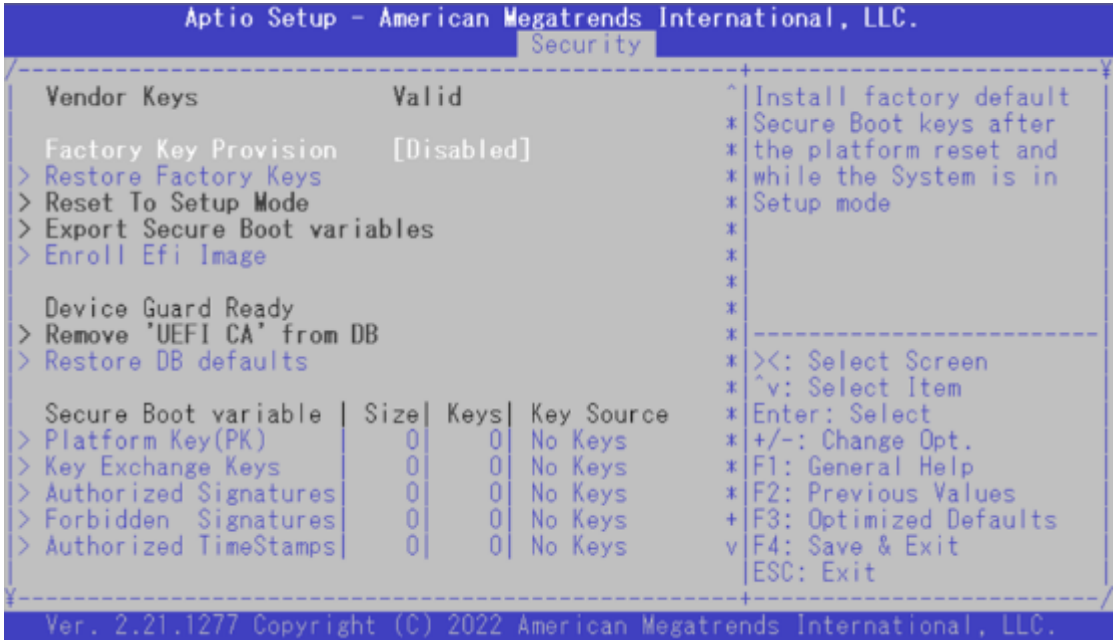 Aptio Setup - American Megatrends International, LLC.
Security
Vendor Keys Valid
Factory Key Provision [Disabled]
> Restore Factory Keys
> Reset To Setup Mode
> Export Secure Boot variables
> Enroll Efi Image
Device Guard Ready
> Remove 'UEFI CA' from DB
> Restore DB defaults
Secure Boot variable | Size| Keys| Key Source
> Platform Key(PK) | 0| 0| No Keys
> Key Exchange Keys | 0| 0| No Keys
> Authorized Signatures| 0| 0| No Keys
> Forbidden Signatures| 0| 0| No Keys
> Authorized TimeStamps| 0| 0| No Keys
Install factory default
Secure Boot keys after
the platform reset and
while the System is in
Setup mode
><: Select Screen
^v: Select Item
Enter: Select
+/-: Change Opt.
F1: General Help
F2: Previous Values
F3: Optimized Defaults
F4: Save & Exit
ESC: Exit
Ver. 2.21.1277 Copyright (C) 2022 American Megatrends International, LLC.